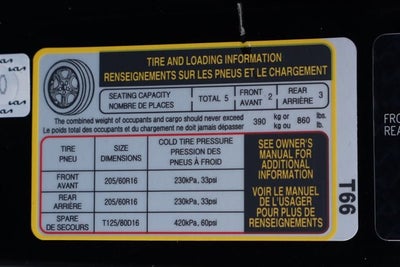 TIRE AND LOADING INFORMATION
RENSEIGNEMENTS SUR LES PNEUS ET LE CHARGEMENT
SEATING CAPACITY
NOMBRE DE PLACES
TOTAL 5
FRONT
AVANT 2
REAR
ARRIÈRE 3
The combined weight of occupants and cargo should never exceed
Le poids total des occupants et du chargement ne doit jamais dépasser
390 kg or 860 lbs.
kg ou lb.
TIRE
PNEU
SIZE
DIMENSIONS
COLD TIRE PRESSURE
PRESSION DES
PNEUS À FROID
FRONT
AVANT
205/60R16
230kPa, 33psi
REAR
ARRIÈRE
205/60R16
230kPa, 33psi
SPARE
DE SECOURS
T125/80D16
420kPa, 60psi
SEE OWNER'S
MANUAL FOR
ADDITIONAL
INFORMATION
VOIR LE MANUEL
DE L'USAGER
POUR PLUS DE
RENSEIGNEMENTS
T66
FRO
REA